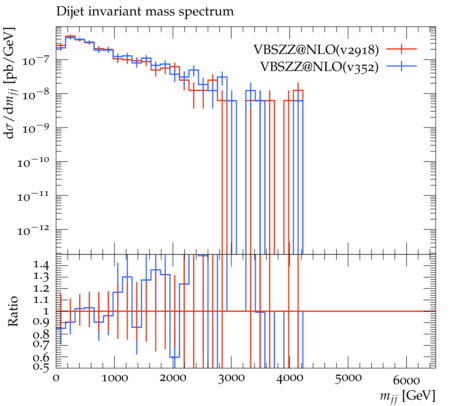 Dijet invariant mass spectrum
dσ/dm_jj [pb/GeV]
VBSZZ@NLO(v2918)
VBSZZ@NLO(v352)
10^−7
10^−8
10^−9
10^−10
10^−11
10^−12
Ratio
1.4
1.3
1.2
1.1
1
0.9
0.8
0.7
0.6
0.5
0 1000 2000 3000 4000 5000 6000
m_jj [GeV]